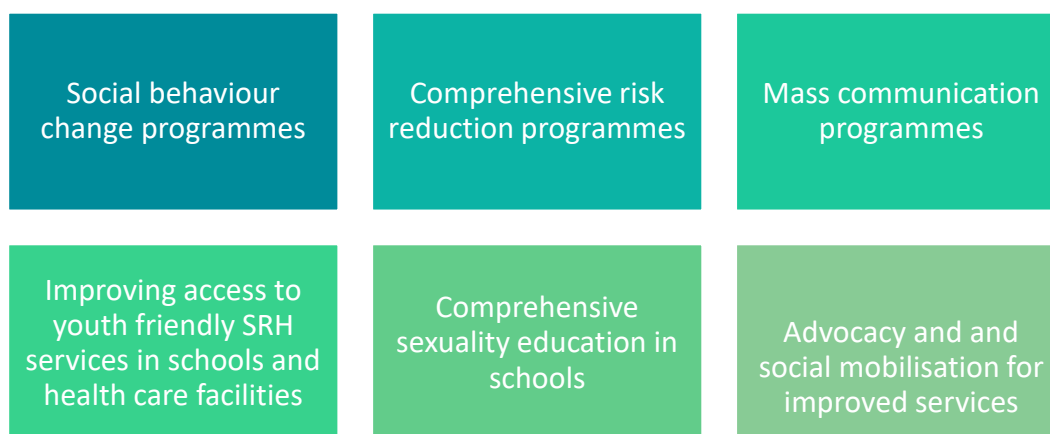 Social behaviour
change programmes
Comprehensive risk
reduction programmes
Mass communication
programmes
Improving access to
youth friendly SRH
services in schools and
health care facilities
Comprehensive
sexuality education in
schools
Advocacy and and
social mobilisation for
improved services